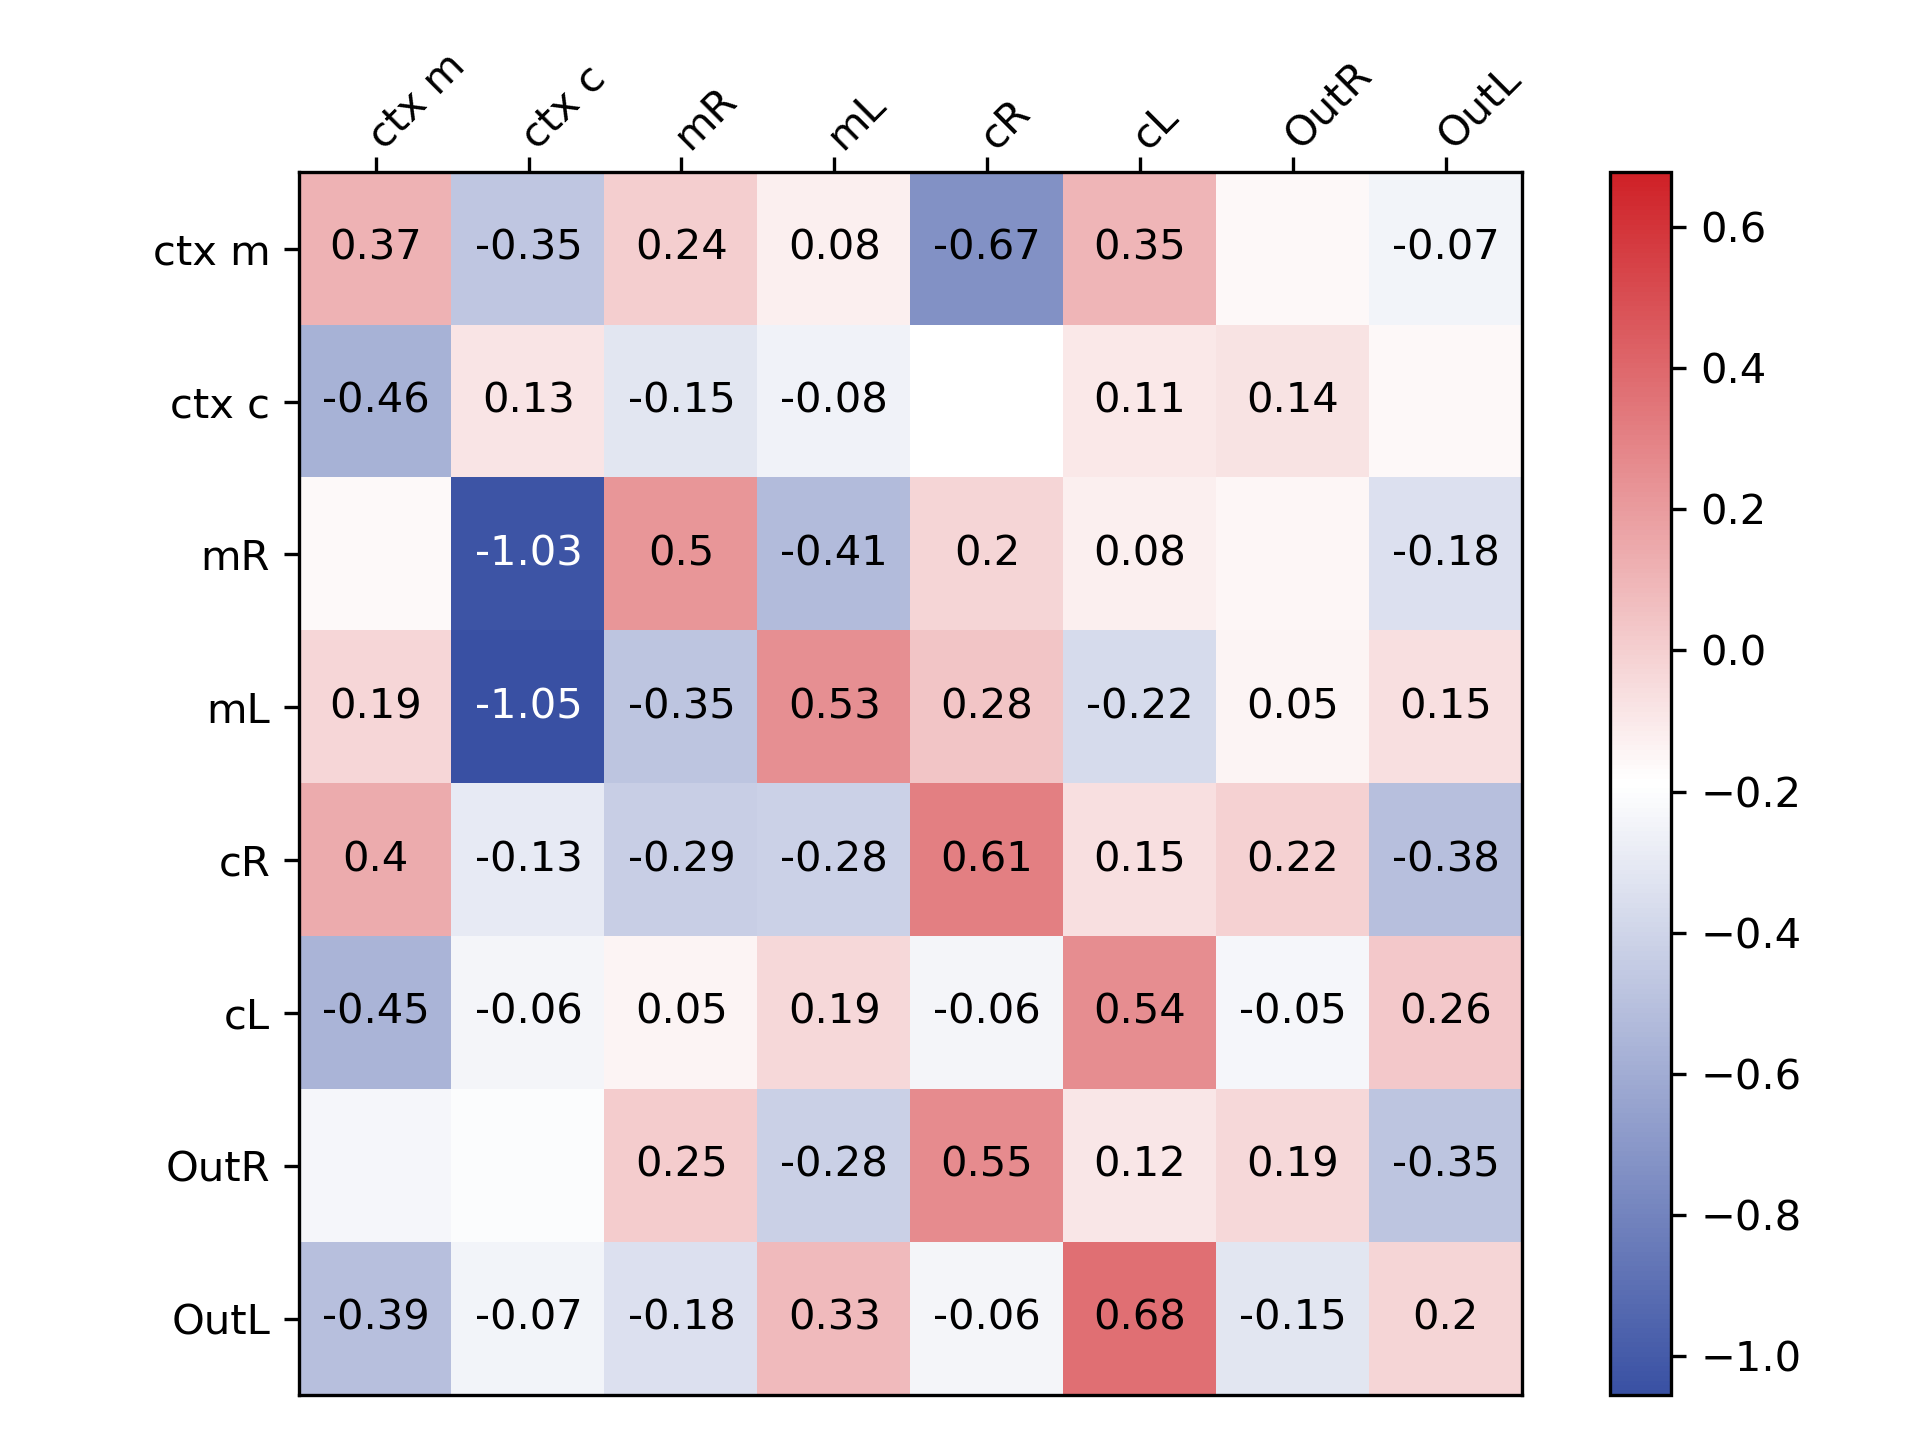 ctx m ctx c mR mL cR cL OutR OutL
ctx m 0.37 -0.35 0.24 0.08 -0.67 0.35 -0.07
ctx c -0.46 0.13 -0.15 -0.08 0.11 0.14
mR -1.03 0.5 -0.41 0.2 0.08 -0.18
mL 0.19 -1.05 -0.35 0.53 0.28 -0.22 0.05 0.15
cR 0.4 -0.13 -0.29 -0.28 0.61 0.15 0.22 -0.38
cL -0.45 -0.06 0.05 0.19 -0.06 0.54 -0.05 0.26
OutR 0.25 -0.28 0.55 0.12 0.19 -0.35
OutL -0.39 -0.07 -0.18 0.33 -0.06 0.68 -0.15 0.2
0.6
0.4
0.2
0.0
−0.2
−0.4
−0.6
−0.8
−1.0